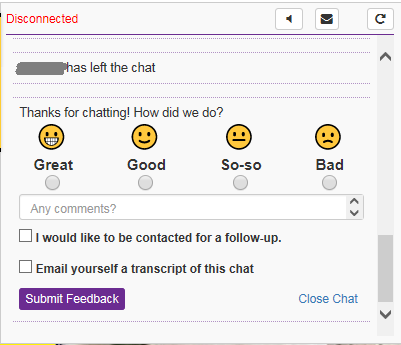 Disconnected
has left the chat
Thanks for chatting! How did we do?
Great Good So-so Bad
Any comments?
I would like to be contacted for a follow-up.
Email yourself a transcript of this chat
Submit Feedback Close Chat